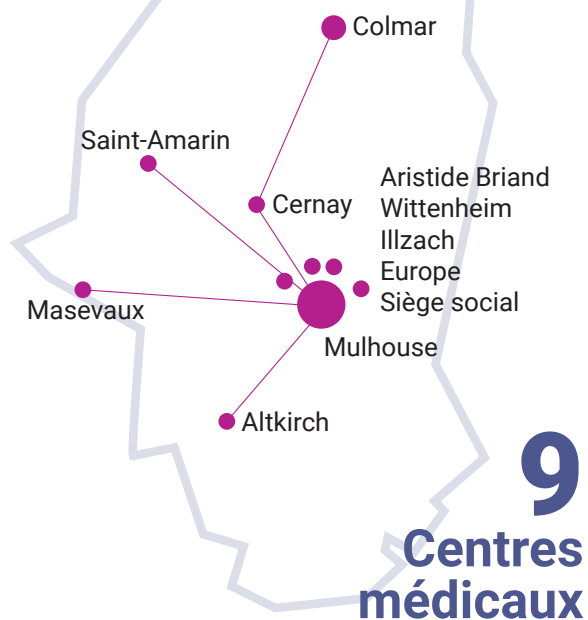 Colmar
Saint-Amarin
Cernay
Aristide Briand
Wittenheim
Illzach
Europe
Siège social
Masevaux
Mulhouse
Altkirch
9
Centres
médicaux